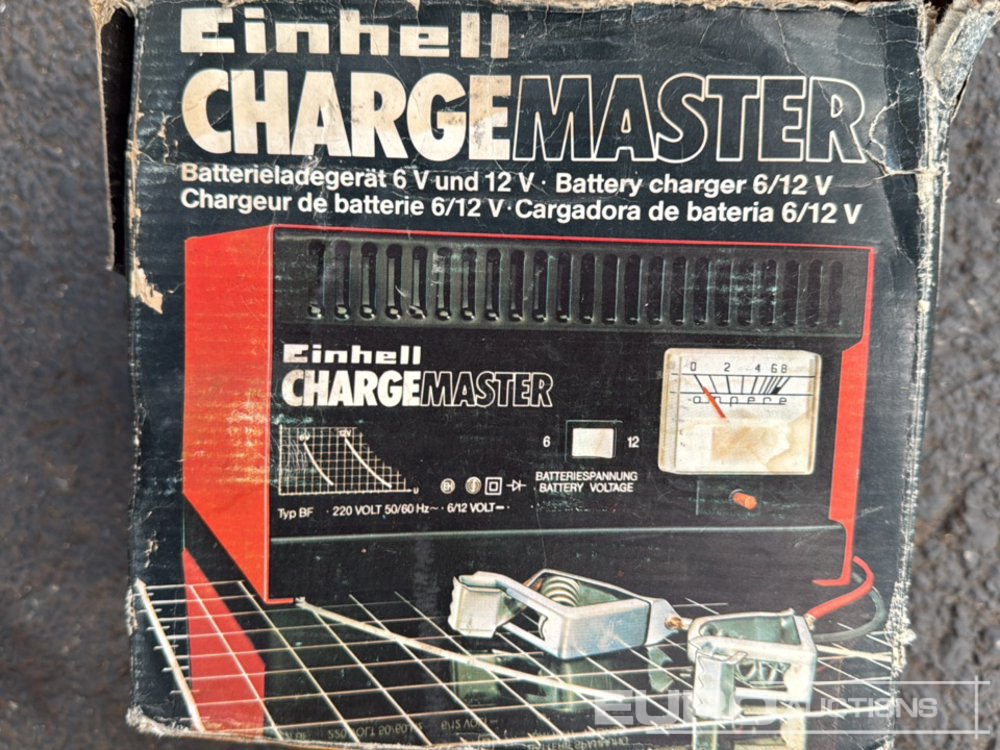 Einhell
CHARGEMASTER
Batterieladegerät 6 V und 12 V · Battery charger 6/12 V
Chargeur de batterie 6/12 V · Cargadora de bateria 6/12 V
Einhell
CHARGEMASTER
0 2 4 6 8
ampere
6 12
6V 12V
BATTERIESPANNUNG
BATTERY VOLTAGE
Typ BF · 220 VOLT 50/60 Hz~ · 6/12 VOLT⎓
EURO AUCTIONS